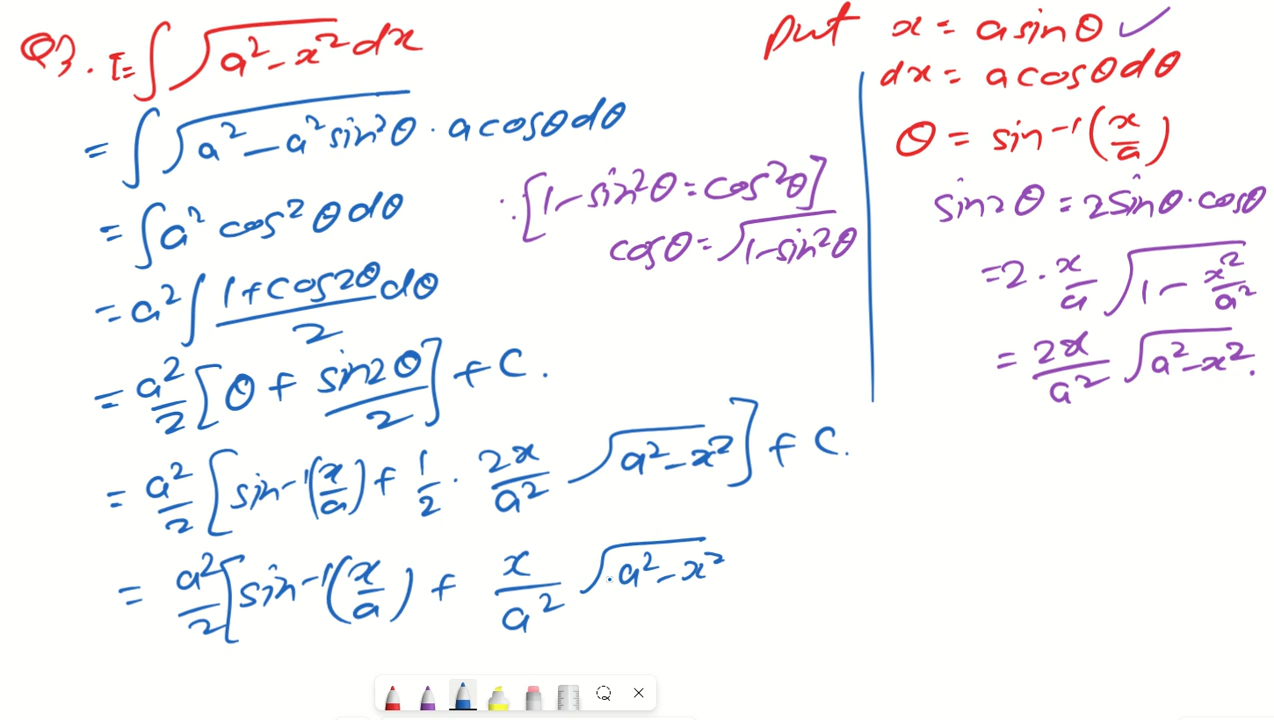 Q3. I = ∫ √(a² - x²) dx
= ∫ √(a² - a² sin²θ) · a cosθ dθ
= ∫ a² cos²θ dθ
= a² ∫ (1 + cos2θ)/2 dθ
= a²/2 [θ + sin2θ/2] + C.
= a²/2 [sin⁻¹(x/a) + 1/2 · 2x/a² √(a² - x²)] + C.
= a²/2 [sin⁻¹(x/a) + x/a² √(a² - x²)
∵ [1 - sin²θ = cos²θ]
cosθ = √(1 - sin²θ)
Put x = a sinθ ✓
dx = a cosθ dθ
θ = sin⁻¹(x/a)
sin2θ = 2 sinθ · cosθ
= 2 · x/a √(1 - x²/a²)
= 2x/a² √(a² - x²).